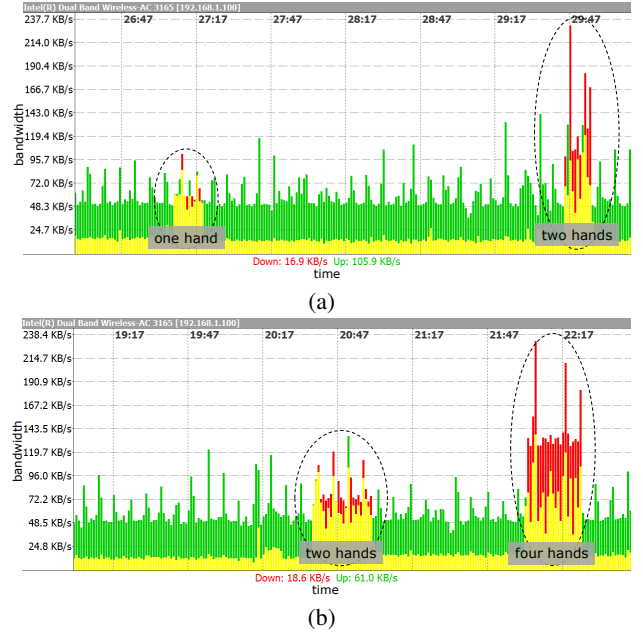 Intel(R) Dual Band Wireless-AC 3165 [192.168.1.100]
237.7 KB/s 26:47 27:17 27:47 28:17 28:47 29:17 29:47
214.0 KB/s
190.4 KB/s
166.7 KB/s
143.0 KB/s
119.4 KB/s
95.7 KB/s
72.0 KB/s
48.3 KB/s
24.7 KB/s
bandwidth
one hand
two hands
Down: 16.9 KB/s Up: 105.9 KB/s
time
(a)
Intel(R) Dual Band Wireless-AC 3165 [192.168.1.100]
238.4 KB/s 19:17 19:47 20:17 20:47 21:17 21:47 22:17
214.7 KB/s
190.9 KB/s
167.2 KB/s
143.5 KB/s
119.7 KB/s
96.0 KB/s
72.2 KB/s
48.5 KB/s
24.8 KB/s
bandwidth
two hands
four hands
Down: 18.6 KB/s Up: 61.0 KB/s
time
(b)